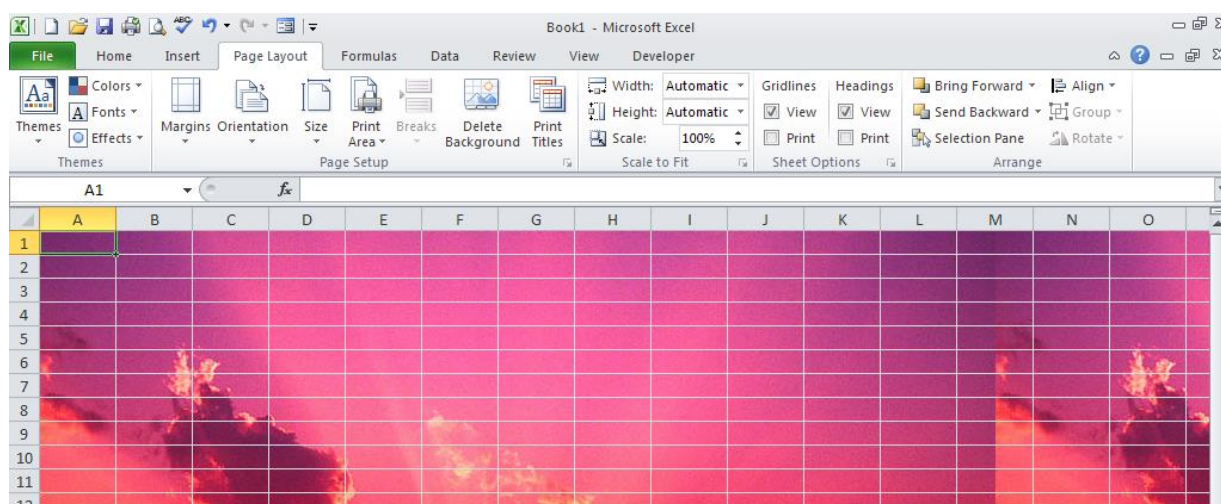 ABC
Book1 - Microsoft Excel
File Home Insert Page Layout Formulas Data Review View Developer
Aa Colors Width: Automatic Gridlines Headings Bring Forward Align
A Fonts Height: Automatic View View Send Backward Group
Themes Effects Margins Orientation Size Print Area Breaks Delete Background Print Titles Scale: 100% Print Print Selection Pane Rotate
Themes Page Setup Scale to Fit Sheet Options Arrange
A1 fx
A B C D E F G H I J K L M N O
1
2
3
4
5
6
7
8
9
10
11